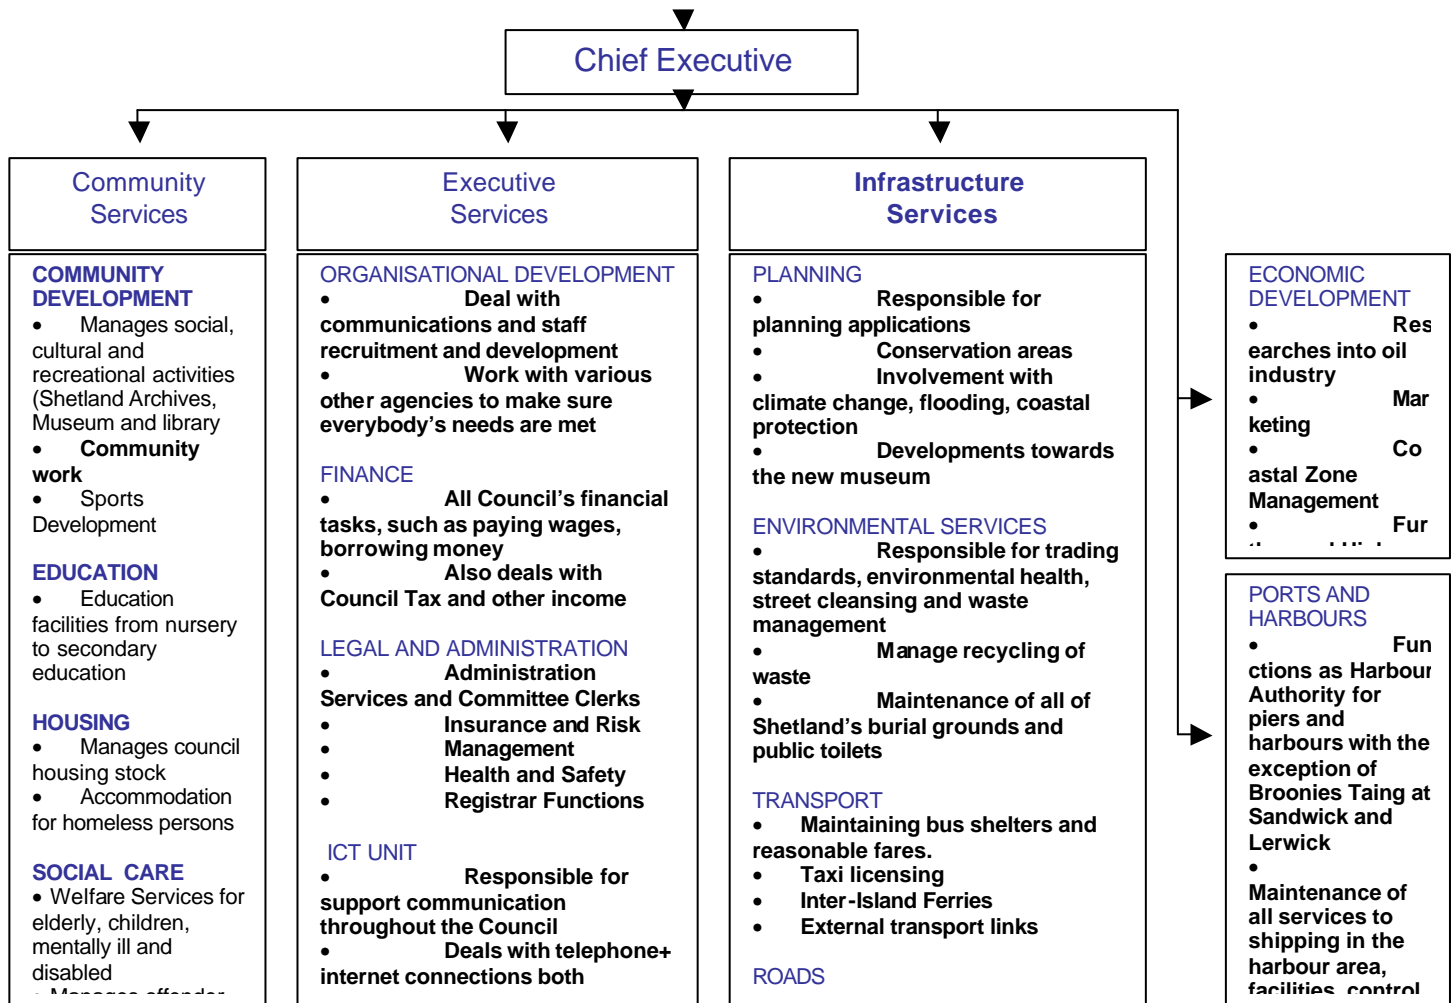 Chief Executive
Community
Services
COMMUNITY
DEVELOPMENT
• Manages social,
cultural and
recreational activities
(Shetland Archives,
Museum and library
• Community
work
• Sports
Development
EDUCATION
• Education
facilities from nursery
to secondary
education
HOUSING
• Manages council
housing stock
• Accommodation
for homeless persons
SOCIAL CARE
• Welfare Services for
elderly, children,
mentally ill and
disabled
• Manages offender
Executive
Services
ORGANISATIONAL DEVELOPMENT
• Deal with
communications and staff
recruitment and development
• Work with various
other agencies to make sure
everybody's needs are met
FINANCE
• All Council's financial
tasks, such as paying wages,
borrowing money
• Also deals with
Council Tax and other income
LEGAL AND ADMINISTRATION
• Administration
Services and Committee Clerks
• Insurance and Risk
• Management
• Health and Safety
• Registrar Functions
ICT UNIT
• Responsible for
support communication
throughout the Council
• Deals with telephone+
internet connections both
Infrastructure
Services
PLANNING
• Responsible for
planning applications
• Conservation areas
• Involvement with
climate change, flooding, coastal
protection
• Developments towards
the new museum
ENVIRONMENTAL SERVICES
• Responsible for trading
standards, environmental health,
street cleansing and waste
management
• Manage recycling of
waste
• Maintenance of all of
Shetland's burial grounds and
public toilets
TRANSPORT
• Maintaining bus shelters and
reasonable fares.
• Taxi licensing
• Inter-Island Ferries
• External transport links
ROADS
ECONOMIC
DEVELOPMENT
• Res
earches into oil
industry
• Mar
keting
• Co
astal Zone
Management
• Fur
PORTS AND
HARBOURS
• Fun
ctions as Harbour
Authority for
piers and
harbours with the
exception of
Broonies Taing at
Sandwick and
Lerwick
•
Maintenance of
all services to
shipping in the
harbour area,
facilities, control